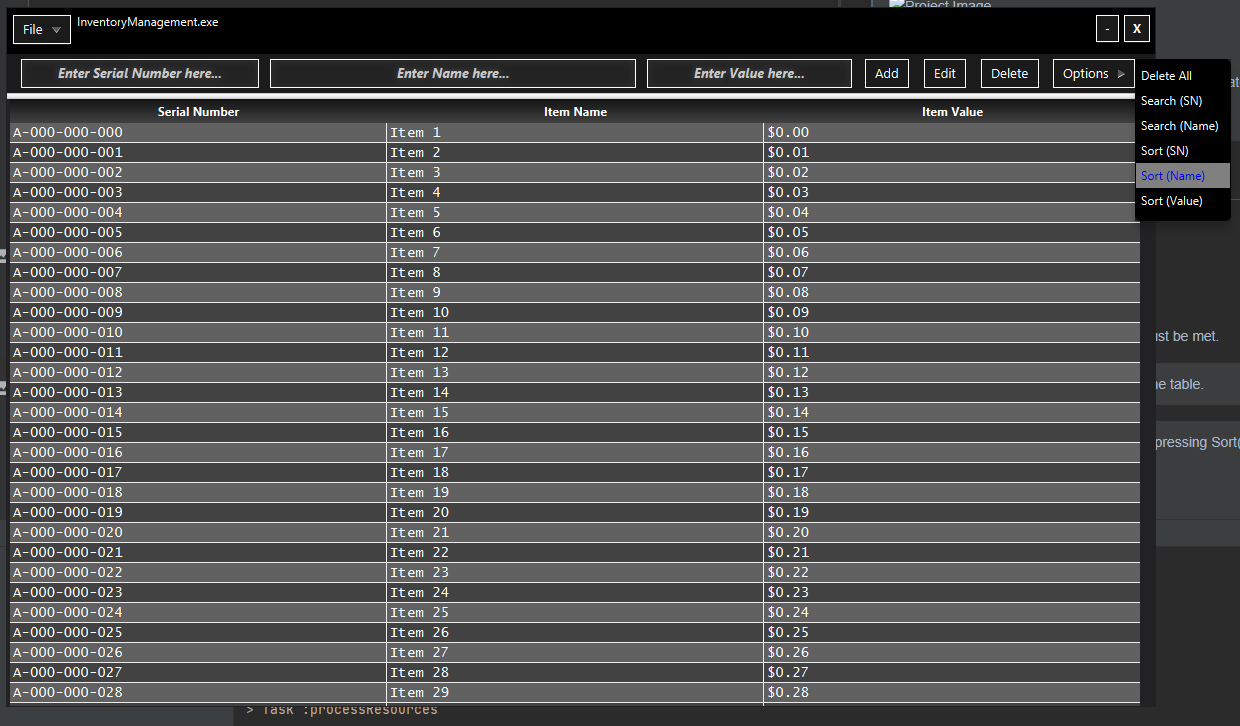 Project Image
File
InventoryManagement.exe
-
X
Enter Serial Number here...
Enter Name here...
Enter Value here...
Add
Edit
Delete
Options
Delete All
Search (SN)
Search (Name)
Sort (SN)
Sort (Name)
Sort (Value)
Serial Number Item Name Item Value
A-000-000-000 Item 1 $0.00
A-000-000-001 Item 2 $0.01
A-000-000-002 Item 3 $0.02
A-000-000-003 Item 4 $0.03
A-000-000-004 Item 5 $0.04
A-000-000-005 Item 6 $0.05
A-000-000-006 Item 7 $0.06
A-000-000-007 Item 8 $0.07
A-000-000-008 Item 9 $0.08
A-000-000-009 Item 10 $0.09
A-000-000-010 Item 11 $0.10
A-000-000-011 Item 12 $0.11
A-000-000-012 Item 13 $0.12
A-000-000-013 Item 14 $0.13
A-000-000-014 Item 15 $0.14
A-000-000-015 Item 16 $0.15
A-000-000-016 Item 17 $0.16
A-000-000-017 Item 18 $0.17
A-000-000-018 Item 19 $0.18
A-000-000-019 Item 20 $0.19
A-000-000-020 Item 21 $0.20
A-000-000-021 Item 22 $0.21
A-000-000-022 Item 23 $0.22
A-000-000-023 Item 24 $0.23
A-000-000-024 Item 25 $0.24
A-000-000-025 Item 26 $0.25
A-000-000-026 Item 27 $0.26
A-000-000-027 Item 28 $0.27
A-000-000-028 Item 29 $0.28
be met.
table.
pressing Sort(
> Task :processResources